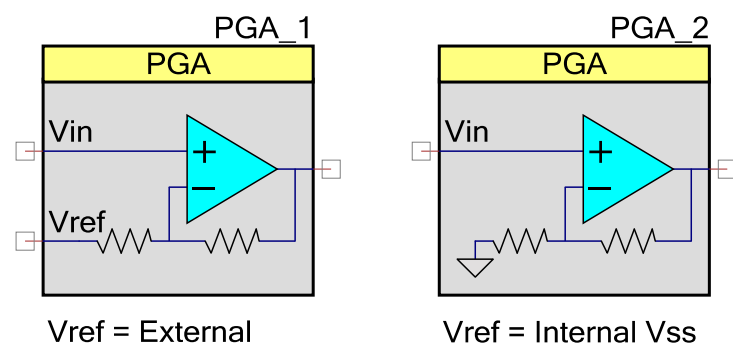 PGA_1
PGA
Vin
+
−
Vref
Vref = External
PGA_2
PGA
Vin
+
−
Vref = Internal Vss